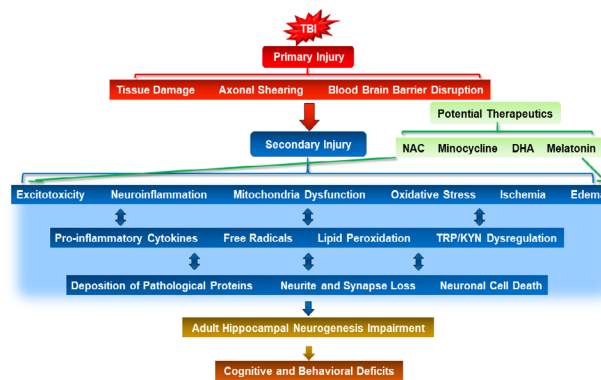 TBI
Primary Injury
Tissue Damage Axonal Shearing Blood Brain Barrier Disruption
Potential Therapeutics
Secondary Injury
NAC Minocycline DHA Melatonin
Excitotoxicity Neuroinflammation Mitochondria Dysfunction Oxidative Stress Ischemia Edema
Pro-inflammatory Cytokines Free Radicals Lipid Peroxidation TRP/KYN Dysregulation
Deposition of Pathological Proteins Neurite and Synapse Loss Neuronal Cell Death
Adult Hippocampal Neurogenesis Impairment
Cognitive and Behavioral Deficits